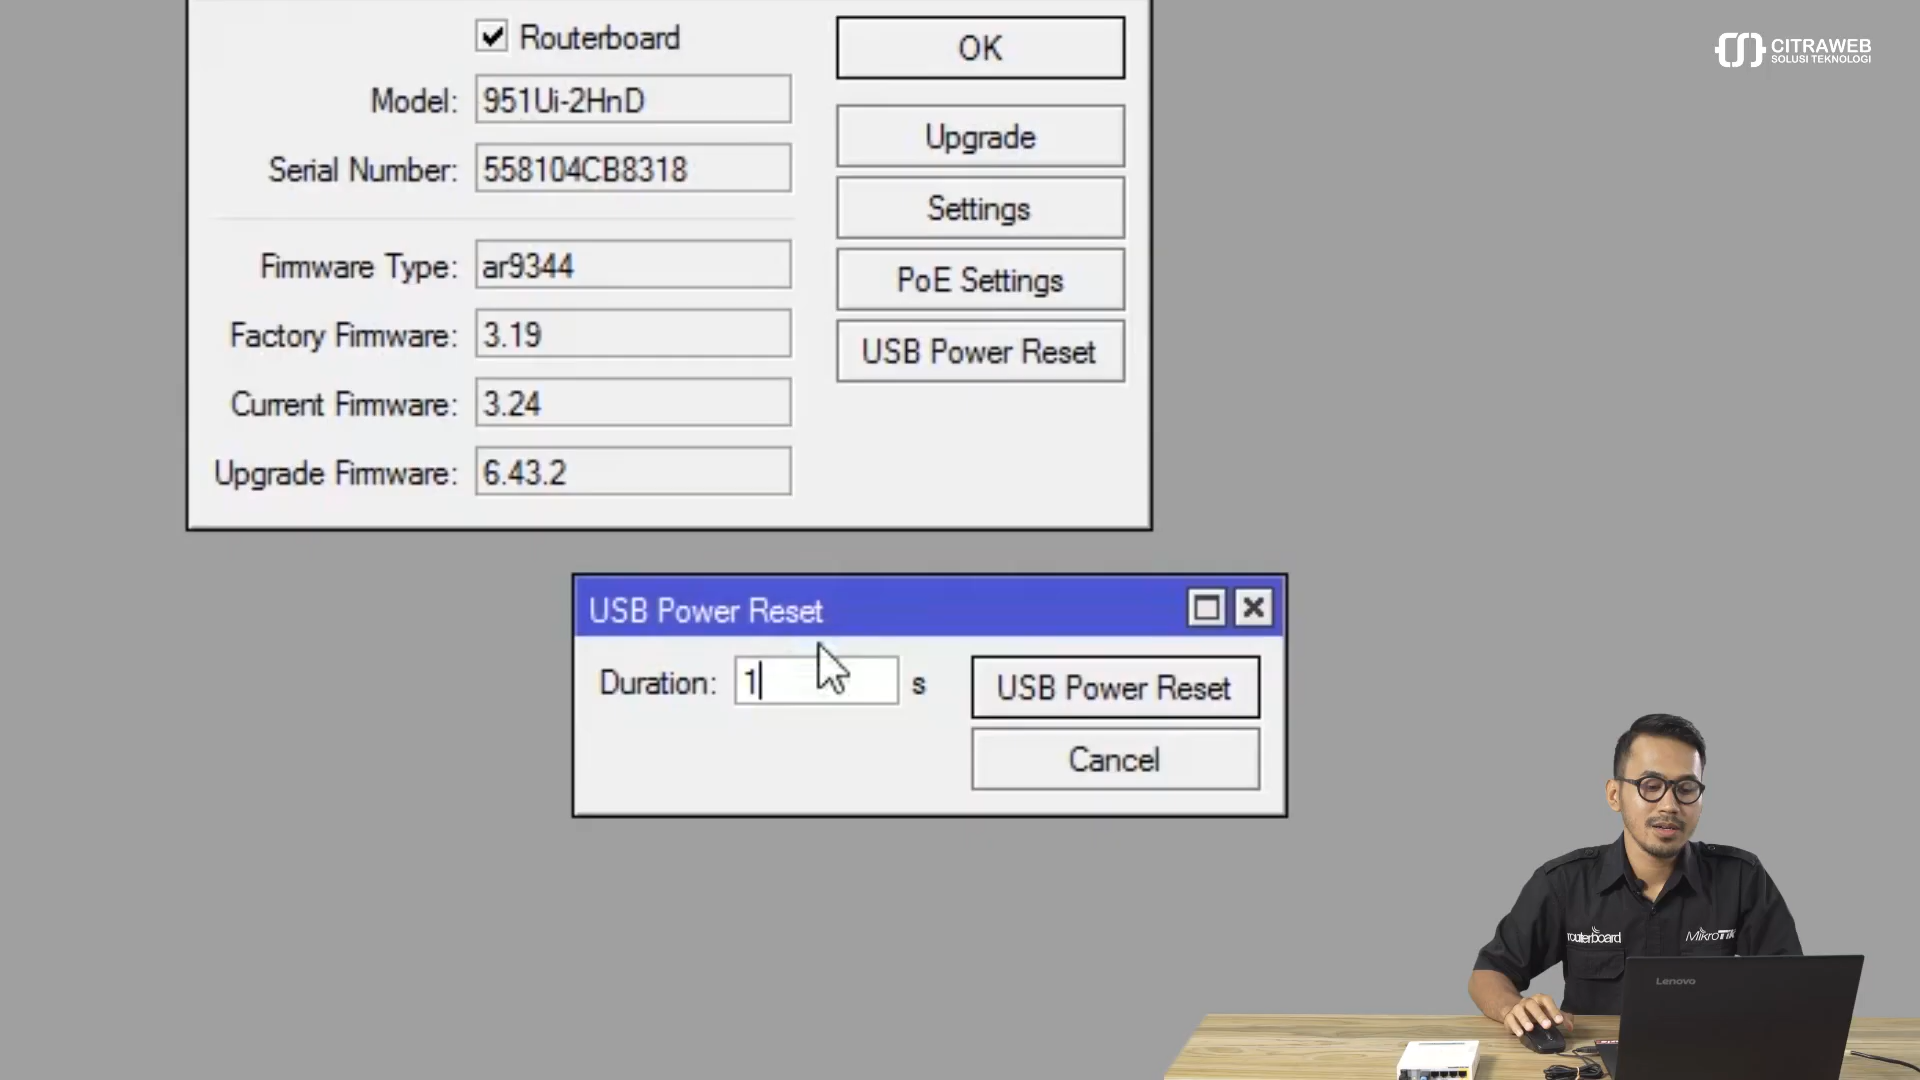 CITRAWEB
SOLUSI TEKNOLOGI
Routerboard
OK
Model: 951Ui-2HnD
Upgrade
Serial Number: 558104CB8318
Settings
Firmware Type: ar9344
PoE Settings
Factory Firmware: 3.19
USB Power Reset
Current Firmware: 3.24
Upgrade Firmware: 6.43.2
USB Power Reset
Duration: 1 s
USB Power Reset
Cancel
routerboard
MikroTik
Lenovo